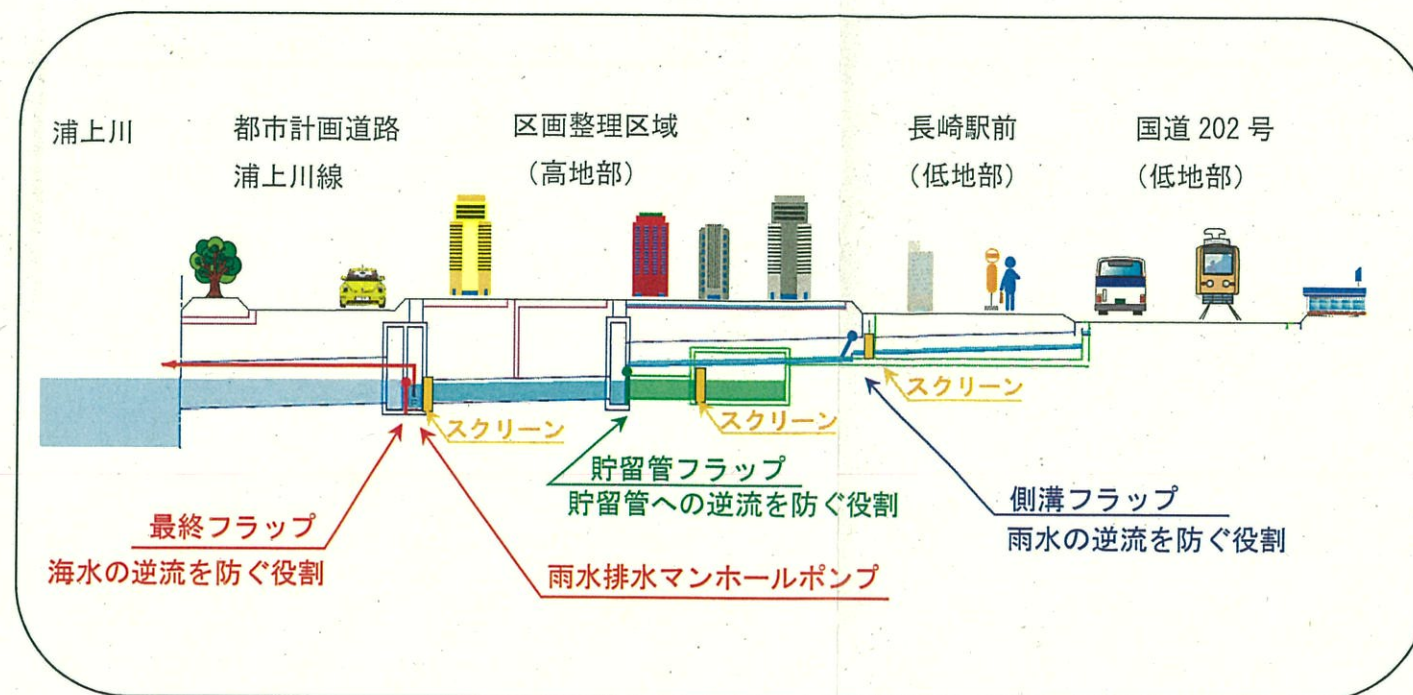 浦上川
都市計画道路
浦上川線
区画整理区域
（高地部）
長崎駅前
（低地部）
国道 202 号
（低地部）
スクリーン
スクリーン
スクリーン
貯留管フラップ
貯留管への逆流を防ぐ役割
側溝フラップ
雨水の逆流を防ぐ役割
最終フラップ
海水の逆流を防ぐ役割
雨水排水マンホールポンプ